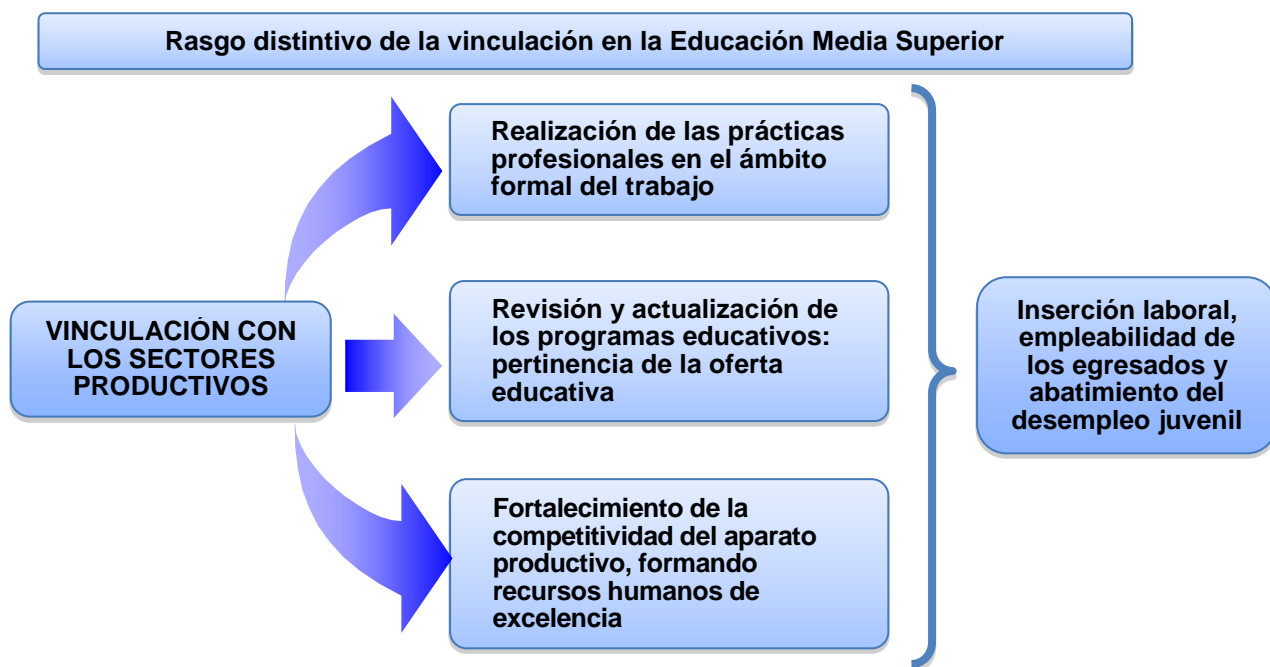 Rasgo distintivo de la vinculación en la Educación Media Superior
Realización de las prácticas
profesionales en el ámbito
formal del trabajo
VINCULACIÓN CON
LOS SECTORES
PRODUCTIVOS
Revisión y actualización de
los programas educativos:
pertinencia de la oferta
educativa
Inserción laboral,
empleabilidad de
los egresados y
abatimiento del
desempleo juvenil
Fortalecimiento de la
competitividad del aparato
productivo, formando
recursos humanos de
excelencia